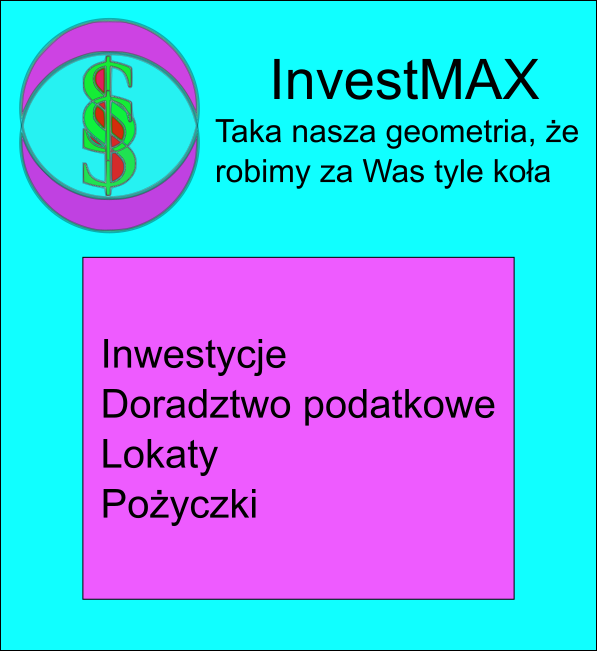 InvestMAX
Taka nasza geometria, że
robimy za Was tyle koła
Inwestycje
Doradztwo podatkowe
Lokaty
Pożyczki